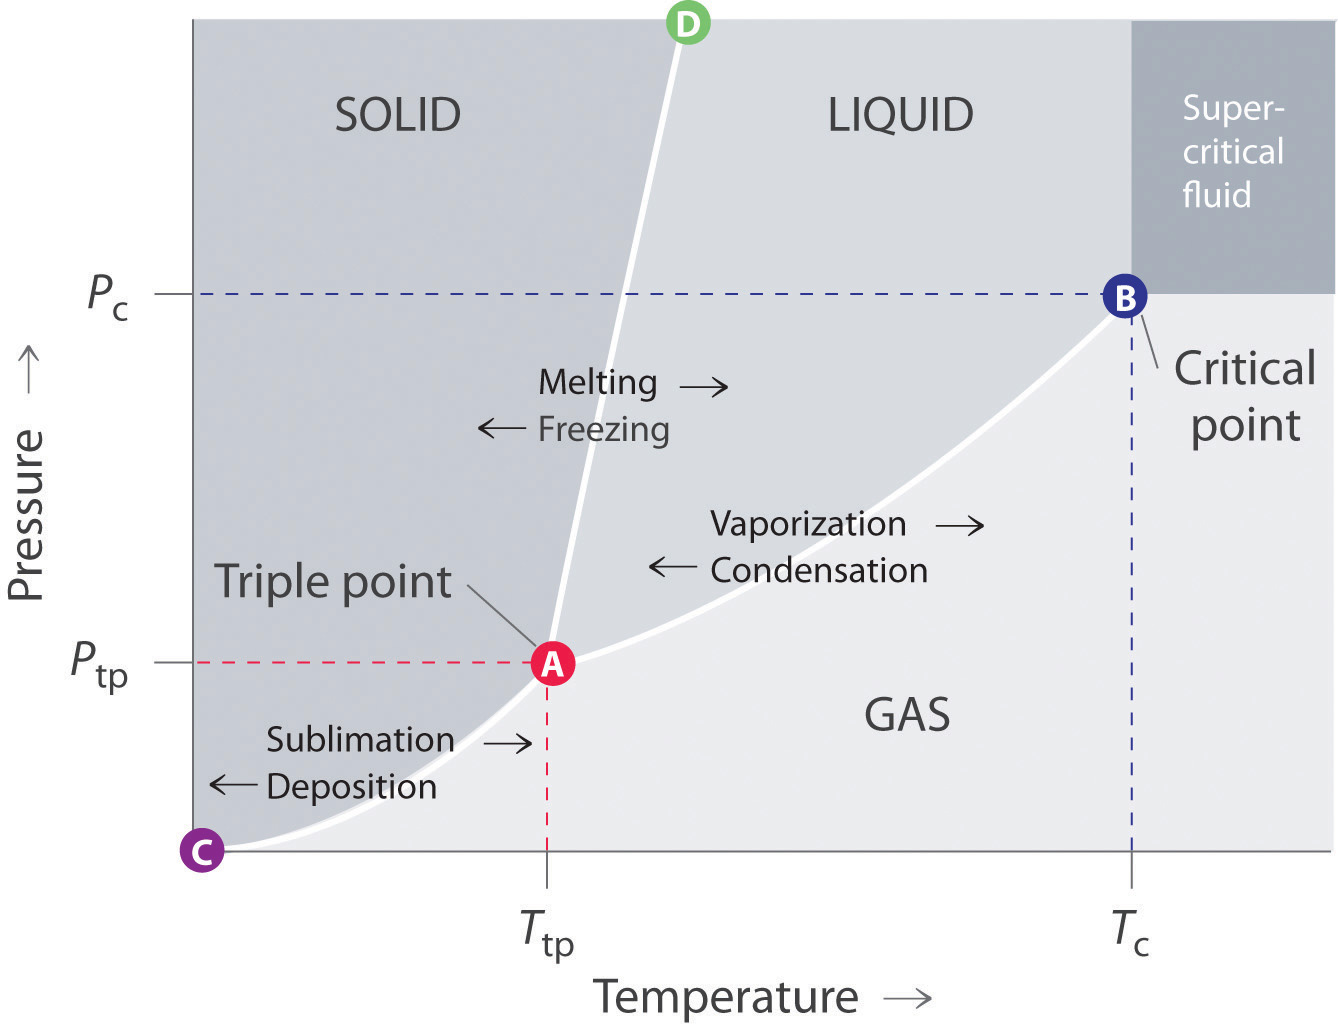 D
SOLID
LIQUID
Super-
critical
fluid
Pc
B
Critical
point
Melting →
← Freezing
Vaporization →
← Condensation
Triple point
Pressure →
Ptp
A
GAS
Sublimation →
← Deposition
C
Ttp
Tc
Temperature →